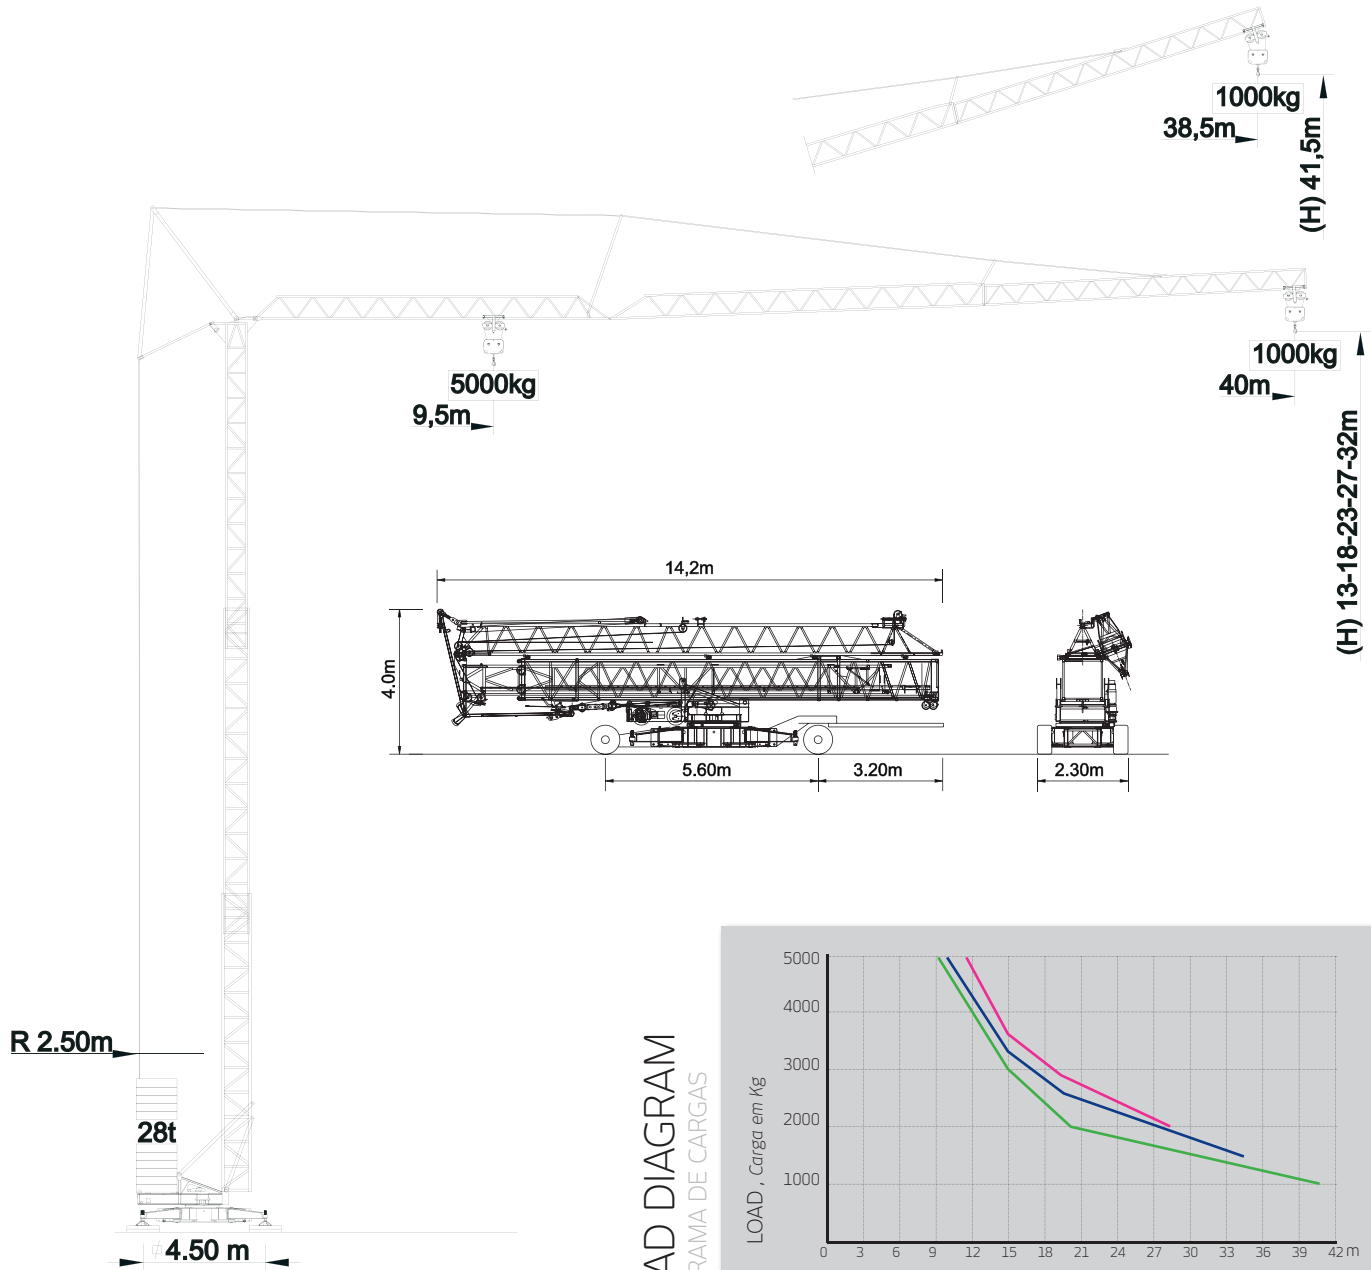 1000kg
38,5m
(H) 41,5m
5000kg
9,5m
1000kg
40m
(H) 13-18-23-27-32m
14,2m
4.0m
5.60m
3.20m
2.30m
R 2.50m
28t
4.50 m
AD DIAGRAM
RAMA DE CARGAS
LOAD , Carga em Kg
5000
4000
3000
2000
1000
0 3 6 9 12 15 18 21 24 27 30 33 36 39 42 m